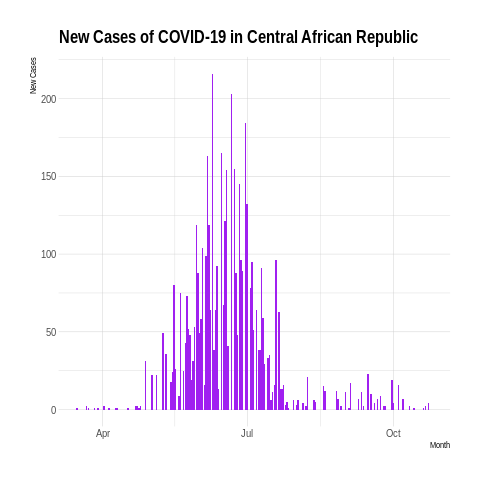 New Cases of COVID-19 in Central African Republic
New Cases
200
150
100
50
0
Apr
Jul
Oct
Month